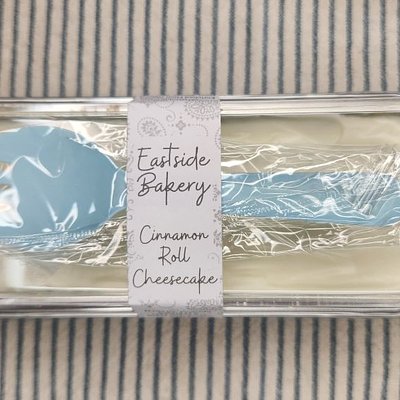 Eastside
Bakery
Cinnamon
Roll
Cheesecake